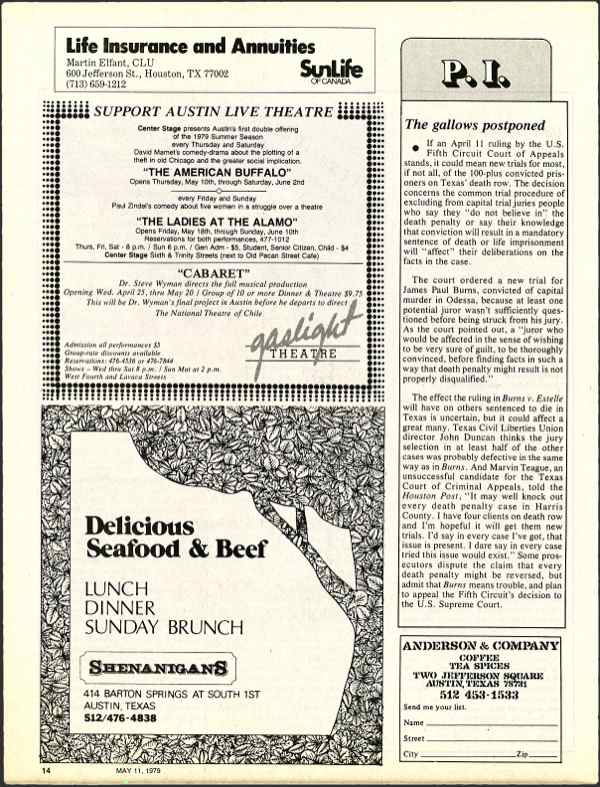 Life Insurance and Annuities
Martin Elfant, CLU
600 Jefferson St., Houston, TX 77002
(713) 659-1212
SunLife
OF CANADA
SUPPORT AUSTIN LIVE THEATRE
Center Stage presents Austin's first double offering
of the 1979 Summer Season
every Thursday and Saturday
David Mamet's comedy-drama about the plotting of a
theft in old Chicago and the greater social implication.
"THE AMERICAN BUFFALO"
Opens Thursday, May 10th, through Saturday, June 2nd
every Friday and Sunday
Paul Zindel's comedy about five women in a struggle over a theatre
"THE LADIES AT THE ALAMO"
Opens Friday, May 18th, through Sunday, June 10th
Reservations for both performances, 477-1012
Thurs, Fri, Sat - 8 p.m. / Sun 6 p.m. / Gen Adm - $5, Student, Senior Citizen, Child - $4
Center Stage Sixth & Trinity Streets (next to Old Pecan Street Cafe)
"CABARET"
Dr. Steve Wyman directs the full musical production
Opening Wed. April 25, thru May 20 / Group of 10 or more Dinner & Theatre $9.75
This will be Dr. Wyman's final project in Austin before he departs to direct
The National Theatre of Chile
gaslight
THEATRE
Admission all performances $5
Group-rate discounts available
Reservations: 476-4536 or 476-7844
Shows – Wed thru Sat 8 p.m. / Sun Mat at 2 p.m.
West Fourth and Lavaca Streets
Delicious
Seafood & Beef
LUNCH
DINNER
SUNDAY BRUNCH
SHENANIGANS
414 BARTON SPRINGS AT SOUTH 1ST
AUSTIN, TEXAS
512/476-4838
P. I.
The gallows postponed
• If an April 11 ruling by the U.S.
Fifth Circuit Court of Appeals
stands, it could mean new trials for most,
if not all, of the 100-plus convicted pris-
oners on Texas' death row. The decision
concerns the common trial procedure of
excluding from capital trial juries people
who say they "do not believe in" the
death penalty or say their knowledge
that conviction will result in a mandatory
sentence of death or life imprisonment
will "affect" their deliberations on the
facts in the case.
The court ordered a new trial for
James Paul Burns, convicted of capital
murder in Odessa, because at least one
potential juror wasn't sufficiently ques-
tioned before being struck from his jury.
As the court pointed out, a "juror who
would be affected in the sense of wishing
to be very sure of guilt, to be thoroughly
convinced, before finding facts in such a
way that death penalty might result is not
properly disqualified."
The effect the ruling in Burns v. Estelle
will have on others sentenced to die in
Texas is uncertain, but it could affect a
great many. Texas Civil Liberties Union
director John Duncan thinks the jury
selection in at least half of the other
cases was probably defective in the same
way as in Burns. And Marvin Teague, an
unsuccessful candidate for the Texas
Court of Criminal Appeals, told the
Houston Post, "It may well knock out
every death penalty case in Harris
County. I have four clients on death row
and I'm hopeful it will get them new
trials. I'd say in every case I've got, that
issue is present. I dare say in every case
tried this issue would exist." Some pros-
ecutors dispute the claim that every
death penalty might be reversed, but
admit that Burns means trouble, and plan
to appeal the Fifth Circuit's decision to
the U.S. Supreme Court.
ANDERSON & COMPANY
COFFEE
TEA SPICES
TWO JEFFERSON SQUARE
AUSTIN, TEXAS 78731
512 453-1533
Send me your list.
Name
Street
City Zip
14 MAY 11, 1979